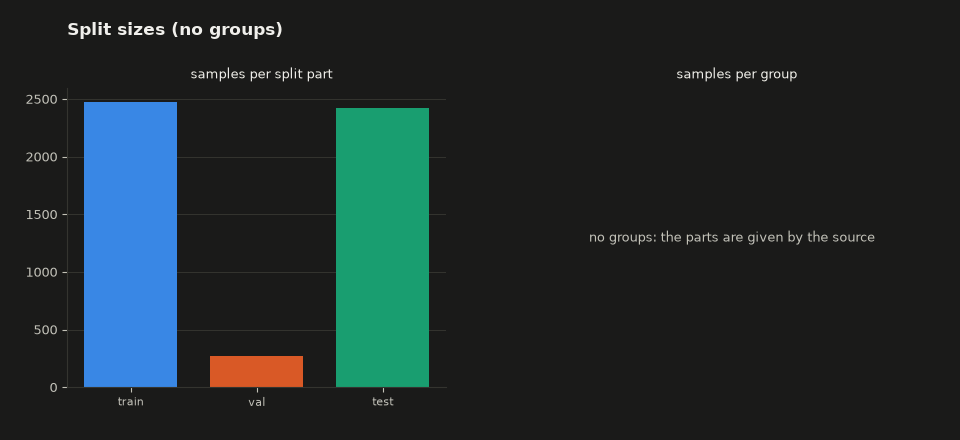 Split sizes (no groups)
samples per split part
2500
2000
1500
1000
500
0
train
val
test
samples per group
no groups: the parts are given by the source